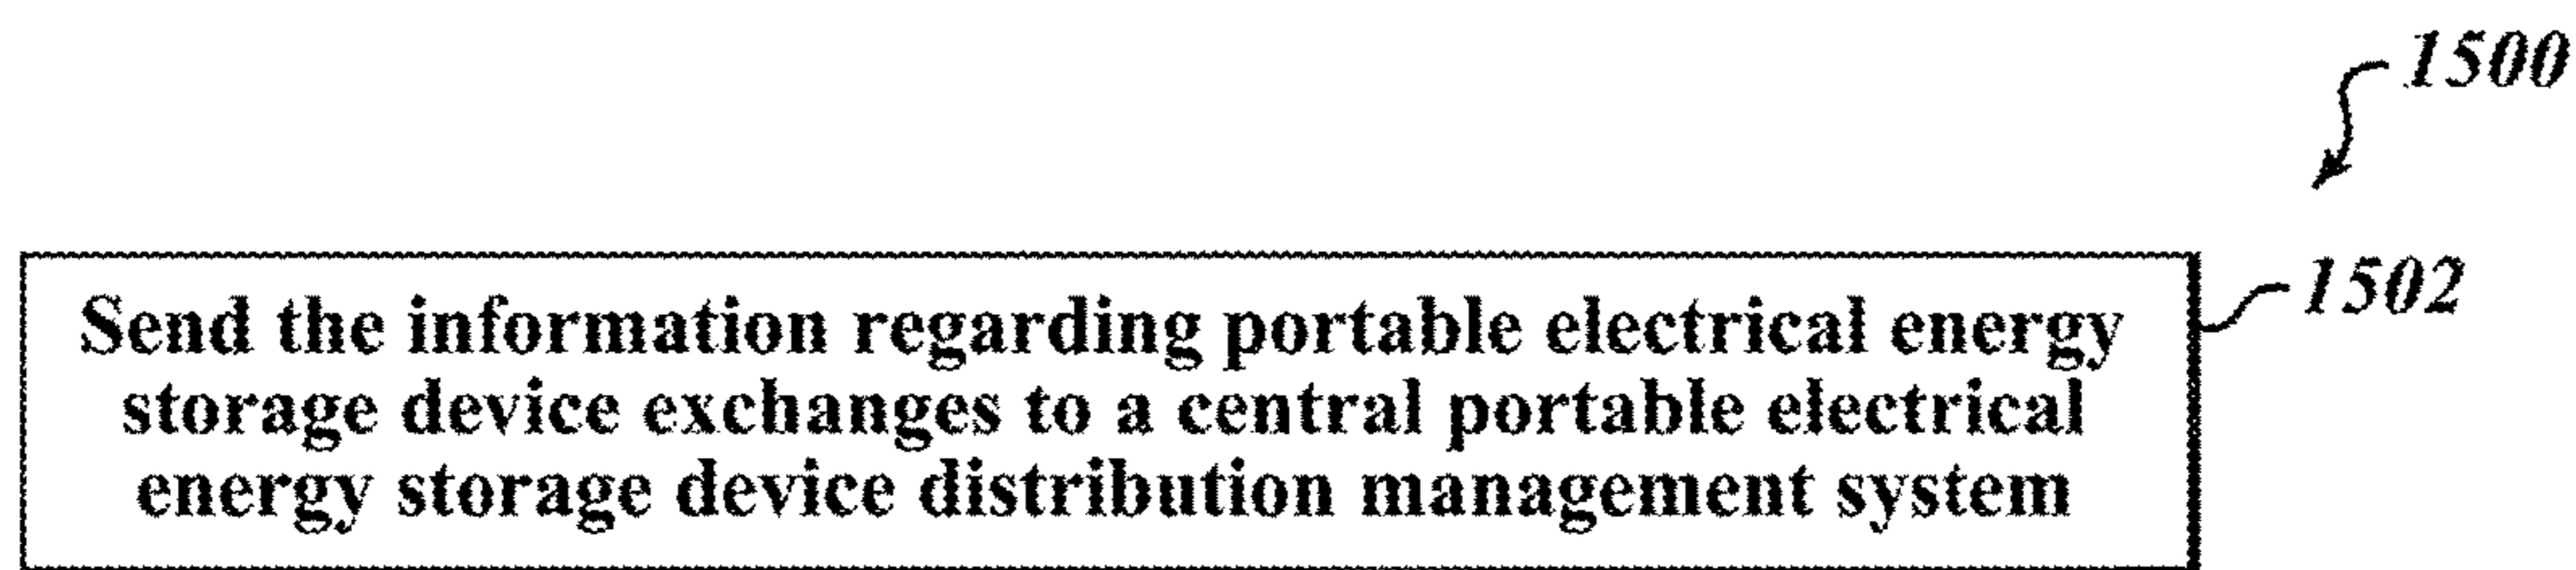 1500
1502
Send the information regarding portable electrical energy
storage device exchanges to a central portable electrical
energy storage device distribution management system